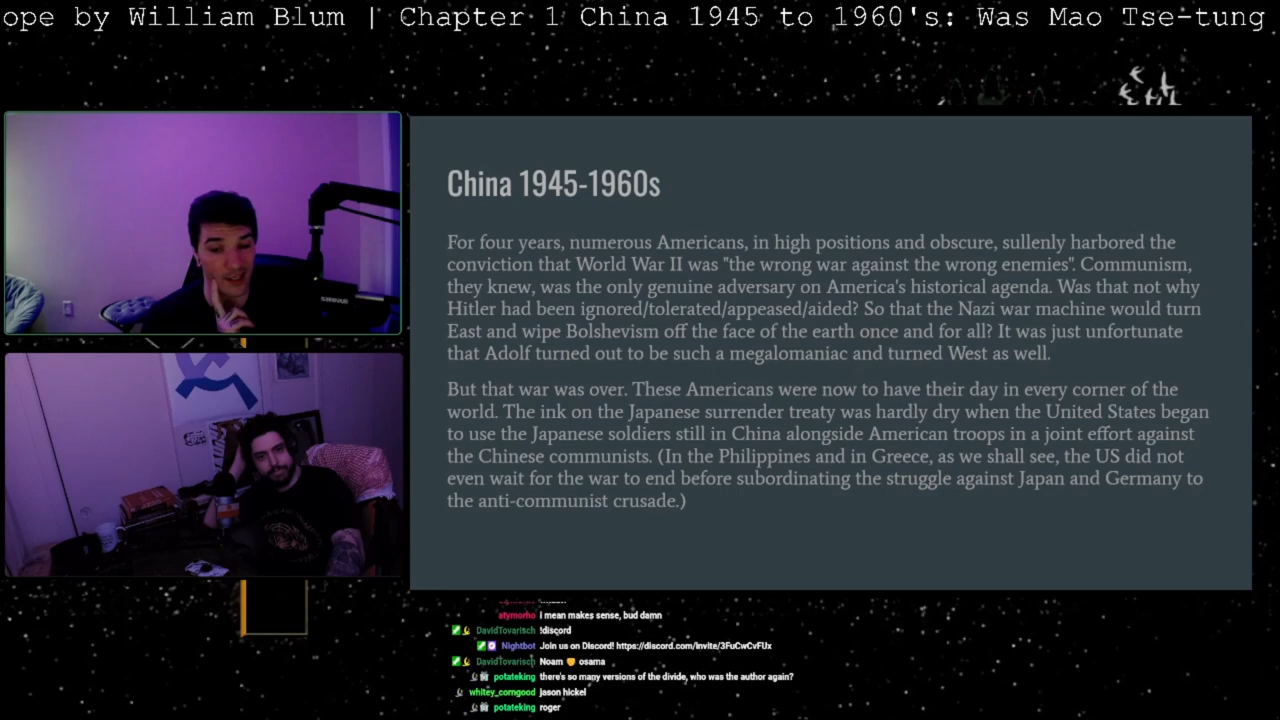 ope by William Blum | Chapter 1 China 1945 to 1960's: Was Mao Tse-tung
China 1945-1960s
For four years, numerous Americans, in high positions and obscure, sullenly harbored the
conviction that World War II was "the wrong war against the wrong enemies". Communism,
they knew, was the only genuine adversary on America's historical agenda. Was that not why
Hitler had been ignored/tolerated/appeased/aided? So that the Nazi war machine would turn
East and wipe Bolshevism off the face of the earth once and for all? It was just unfortunate
that Adolf turned out to be such a megalomaniac and turned West as well.
But that war was over. These Americans were now to have their day in every corner of the
world. The ink on the Japanese surrender treaty was hardly dry when the United States began
to use the Japanese soldiers still in China alongside American troops in a joint effort against
the Chinese communists. (In the Philippines and in Greece, as we shall see, the US did not
even wait for the war to end before subordinating the struggle against Japan and Germany to
the anti-communist crusade.)
atymorho i mean makes sense, bud damn
DavidTovarisch !discord
Nightbot Join us on Discord! https://discord.com/invite/3FuCwCvFUx
DavidTovarisch Noam 🧡 osama
potateking there's so many versions of the divide, who was the author again?
whitey_corngood jason hickel
potateking roger